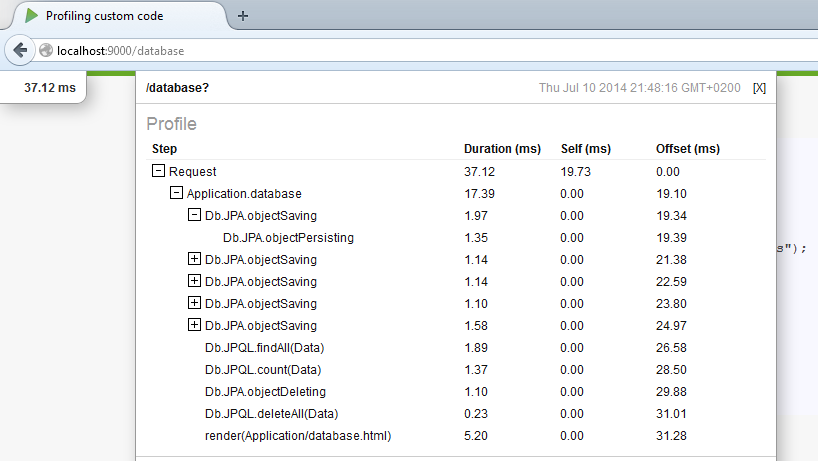 Profiling custom code
localhost:9000/database
37.12 ms
/database? Thu Jul 10 2014 21:48:16 GMT+0200 [X]
Profile
Step Duration (ms) Self (ms) Offset (ms)
Request 37.12 19.73 0.00
Application.database 17.39 0.00 19.10
Db.JPA.objectSaving 1.97 0.00 19.34
Db.JPA.objectPersisting 1.35 0.00 19.39
Db.JPA.objectSaving 1.14 0.00 21.38
Db.JPA.objectSaving 1.14 0.00 22.59
Db.JPA.objectSaving 1.10 0.00 23.80
Db.JPA.objectSaving 1.58 0.00 24.97
Db.JPQL.findAll(Data) 1.89 0.00 26.58
Db.JPQL.count(Data) 1.37 0.00 28.50
Db.JPA.objectDeleting 1.10 0.00 29.88
Db.JPQL.deleteAll(Data) 0.23 0.00 31.01
render(Application/database.html) 5.20 0.00 31.28
s");